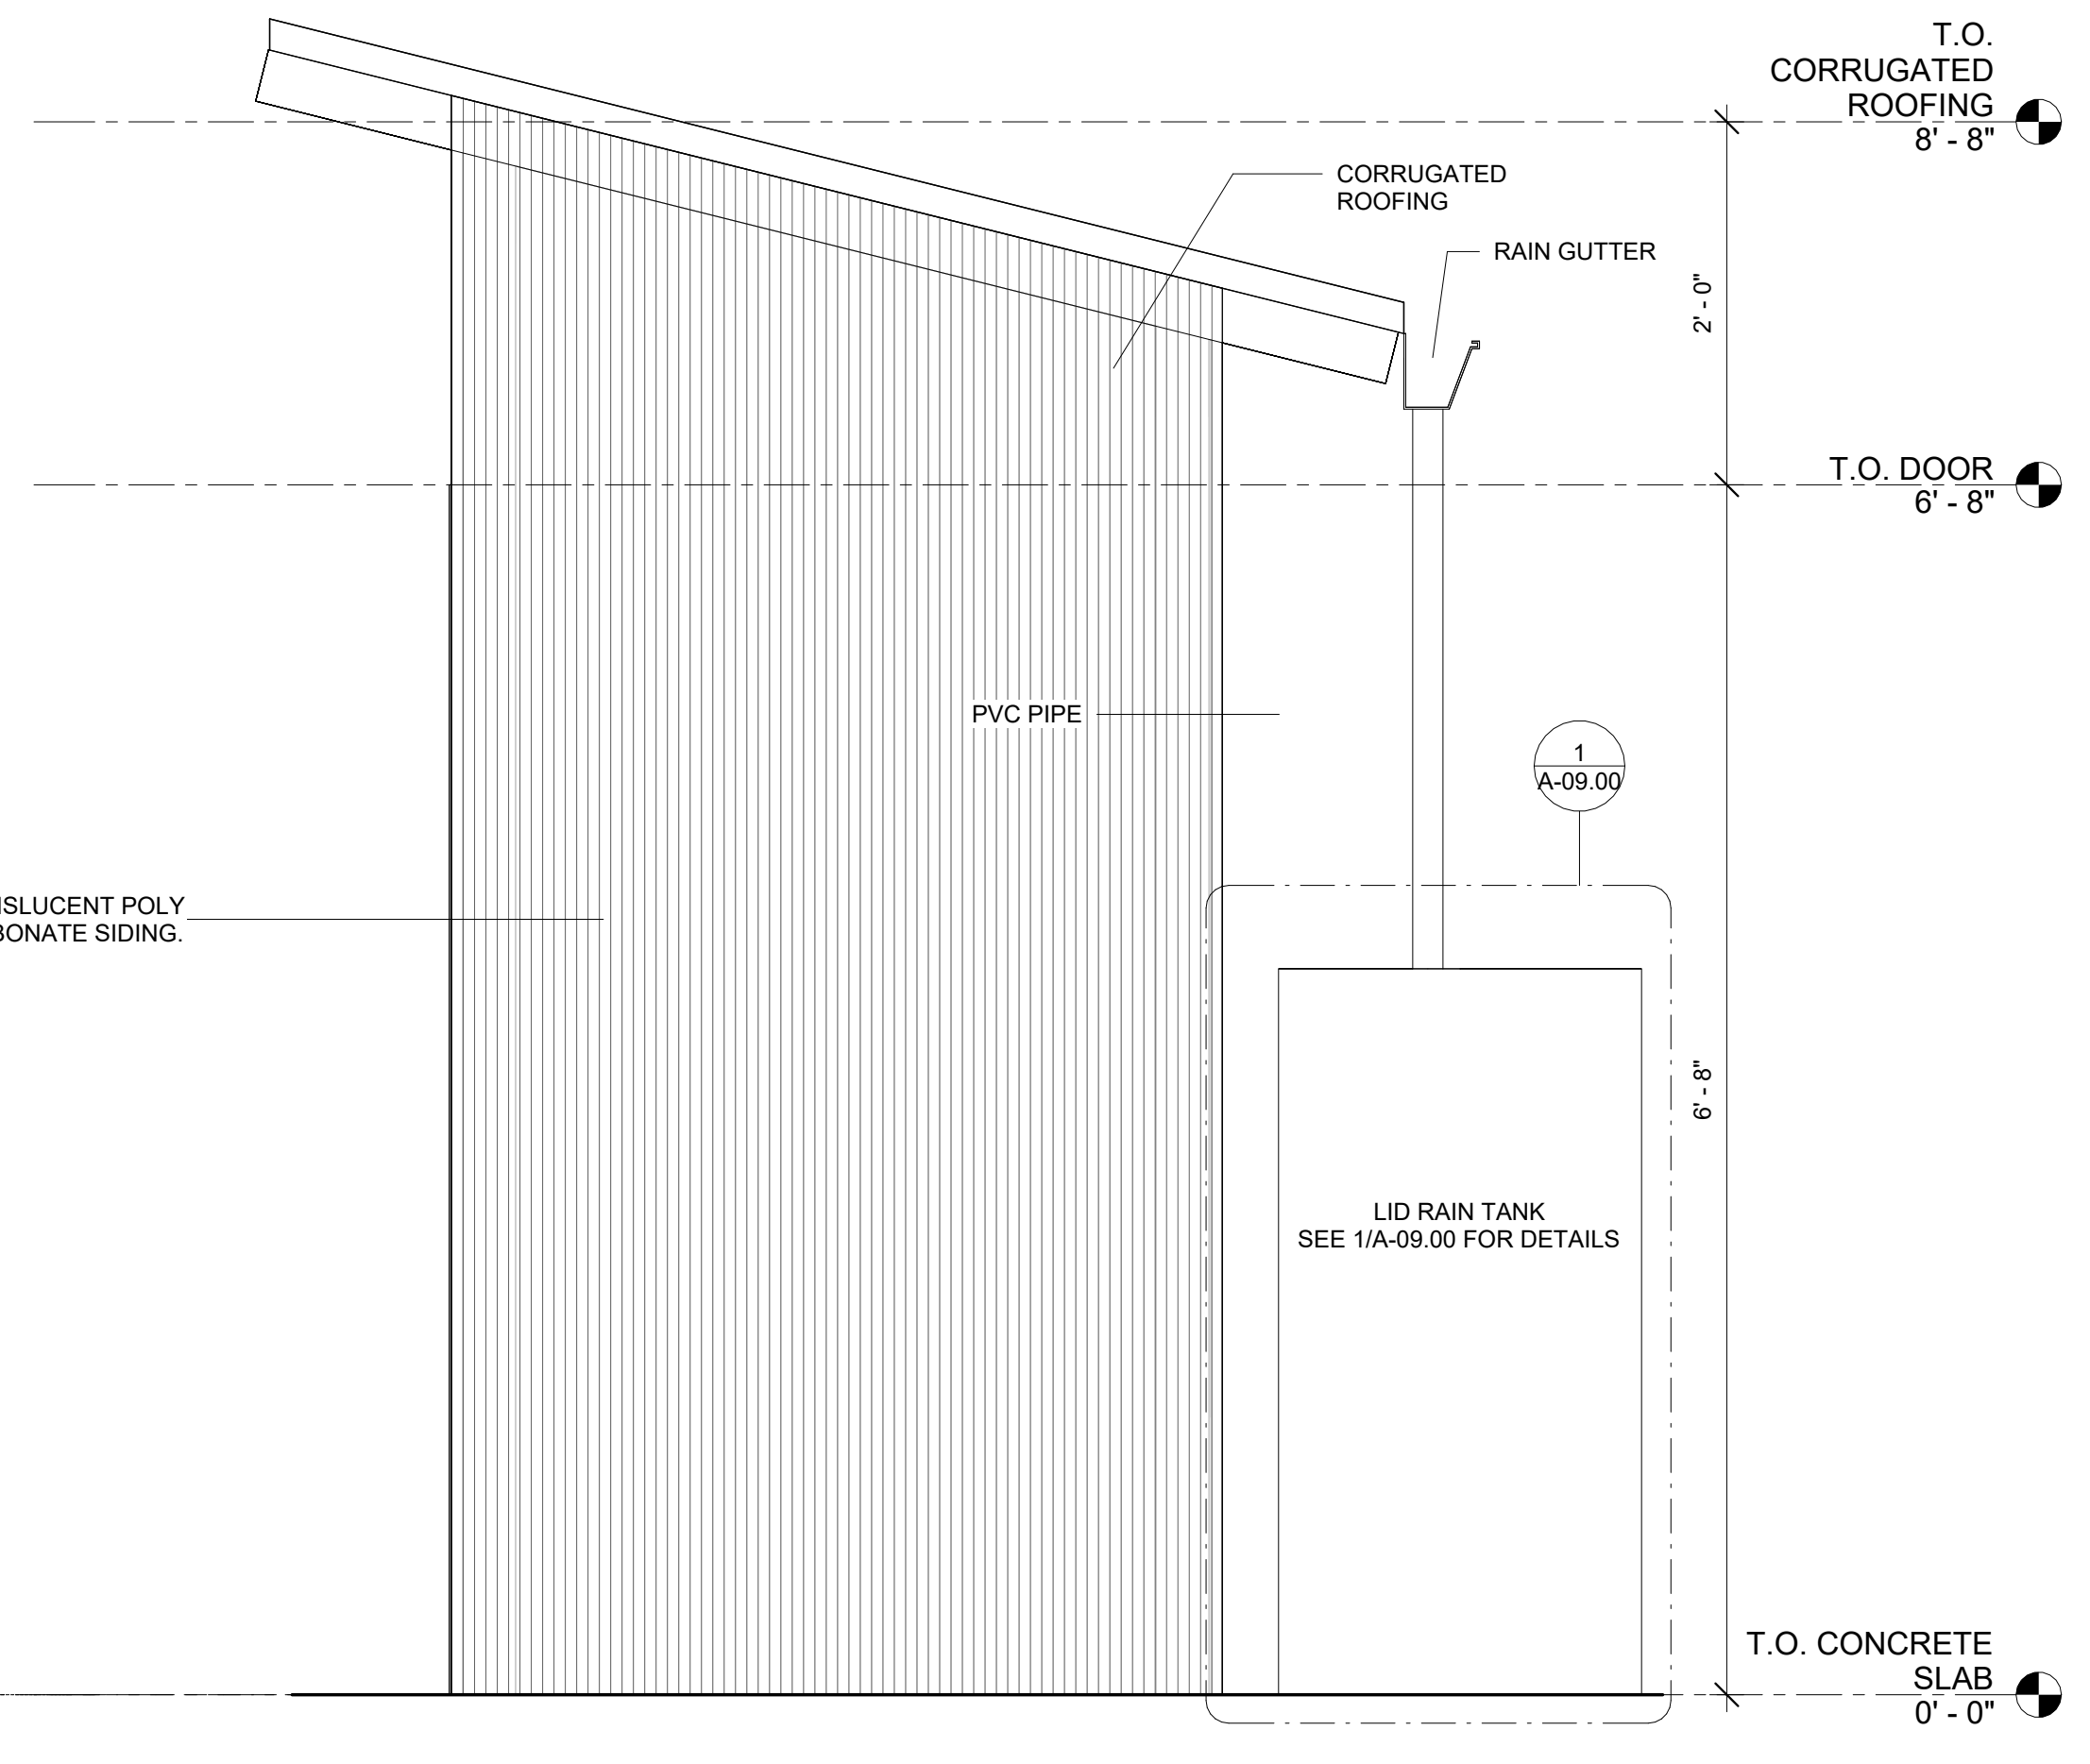 T.O.
CORRUGATED
ROOFING
8' - 8"
CORRUGATED
ROOFING
RAIN GUTTER
2' - 0"
T.O. DOOR
6' - 8"
PVC PIPE
1
A-09.00
ISLUCENT POLY
BONATE SIDING.
6' - 8"
LID RAIN TANK
SEE 1/A-09.00 FOR DETAILS
T.O. CONCRETE
SLAB
0' - 0"